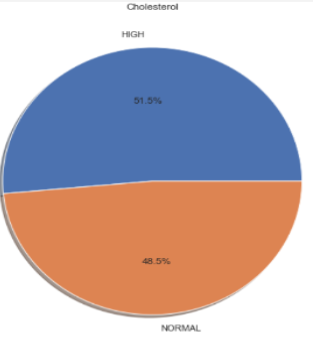 Cholesterol
HIGH
51.5%
48.5%
NORMAL